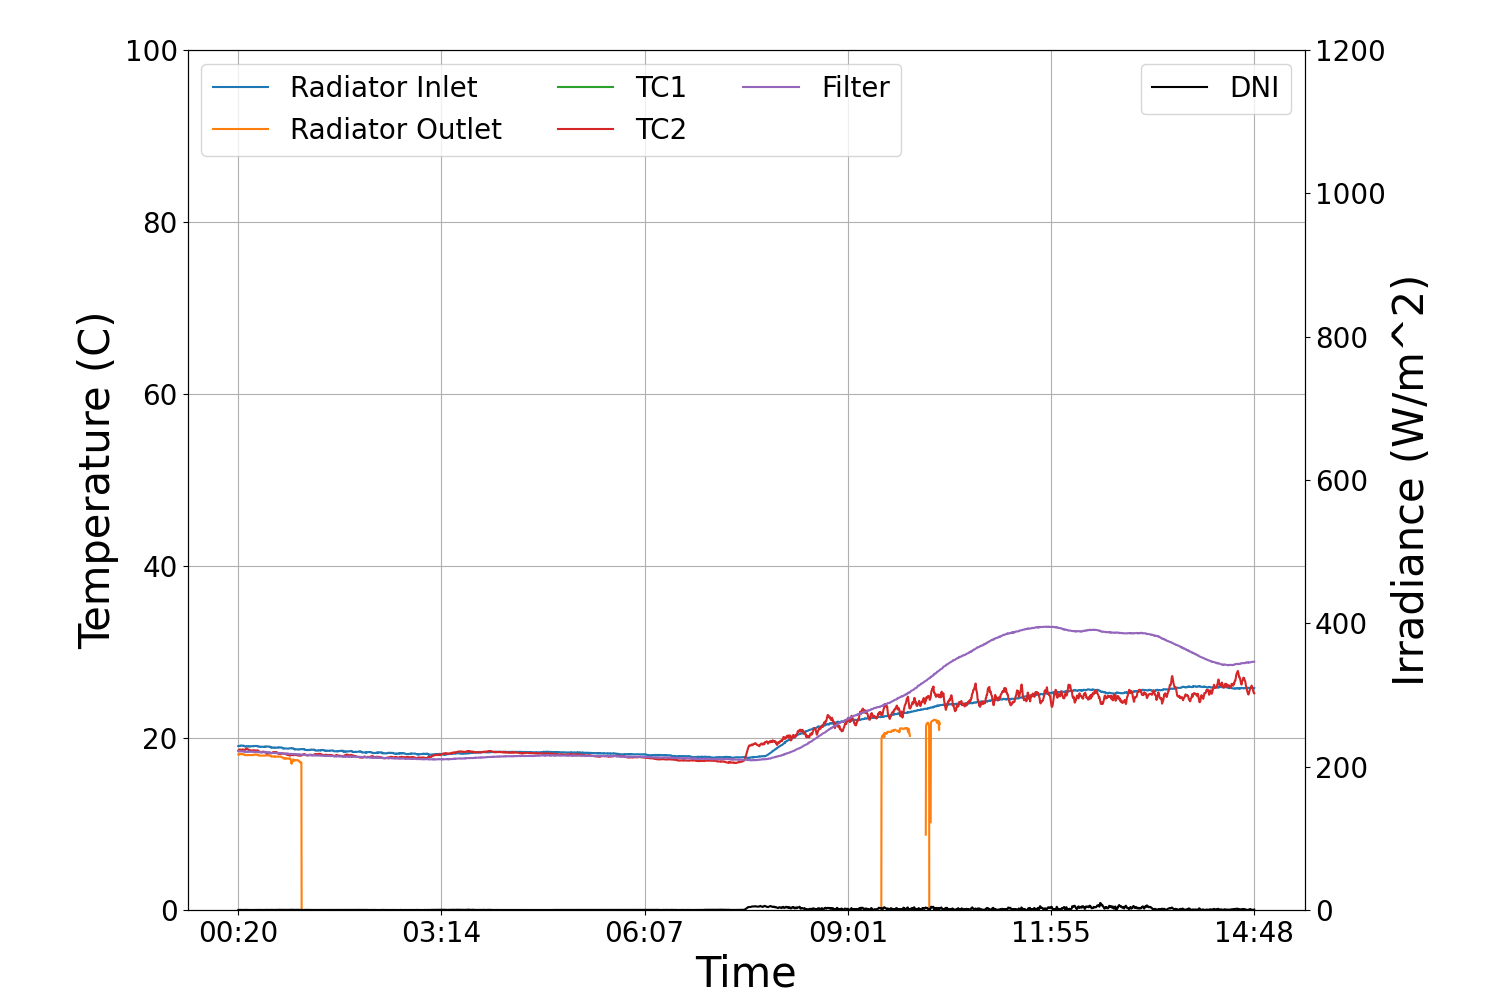 100
80
60
40
20
0
Temperature (C)
Radiator Inlet
Radiator Outlet
TC1
TC2
Filter
DNI
1200
1000
800
600
400
200
0
Irradiance (W/m^2)
00:20 03:14 06:07 09:01 11:55 14:48
Time